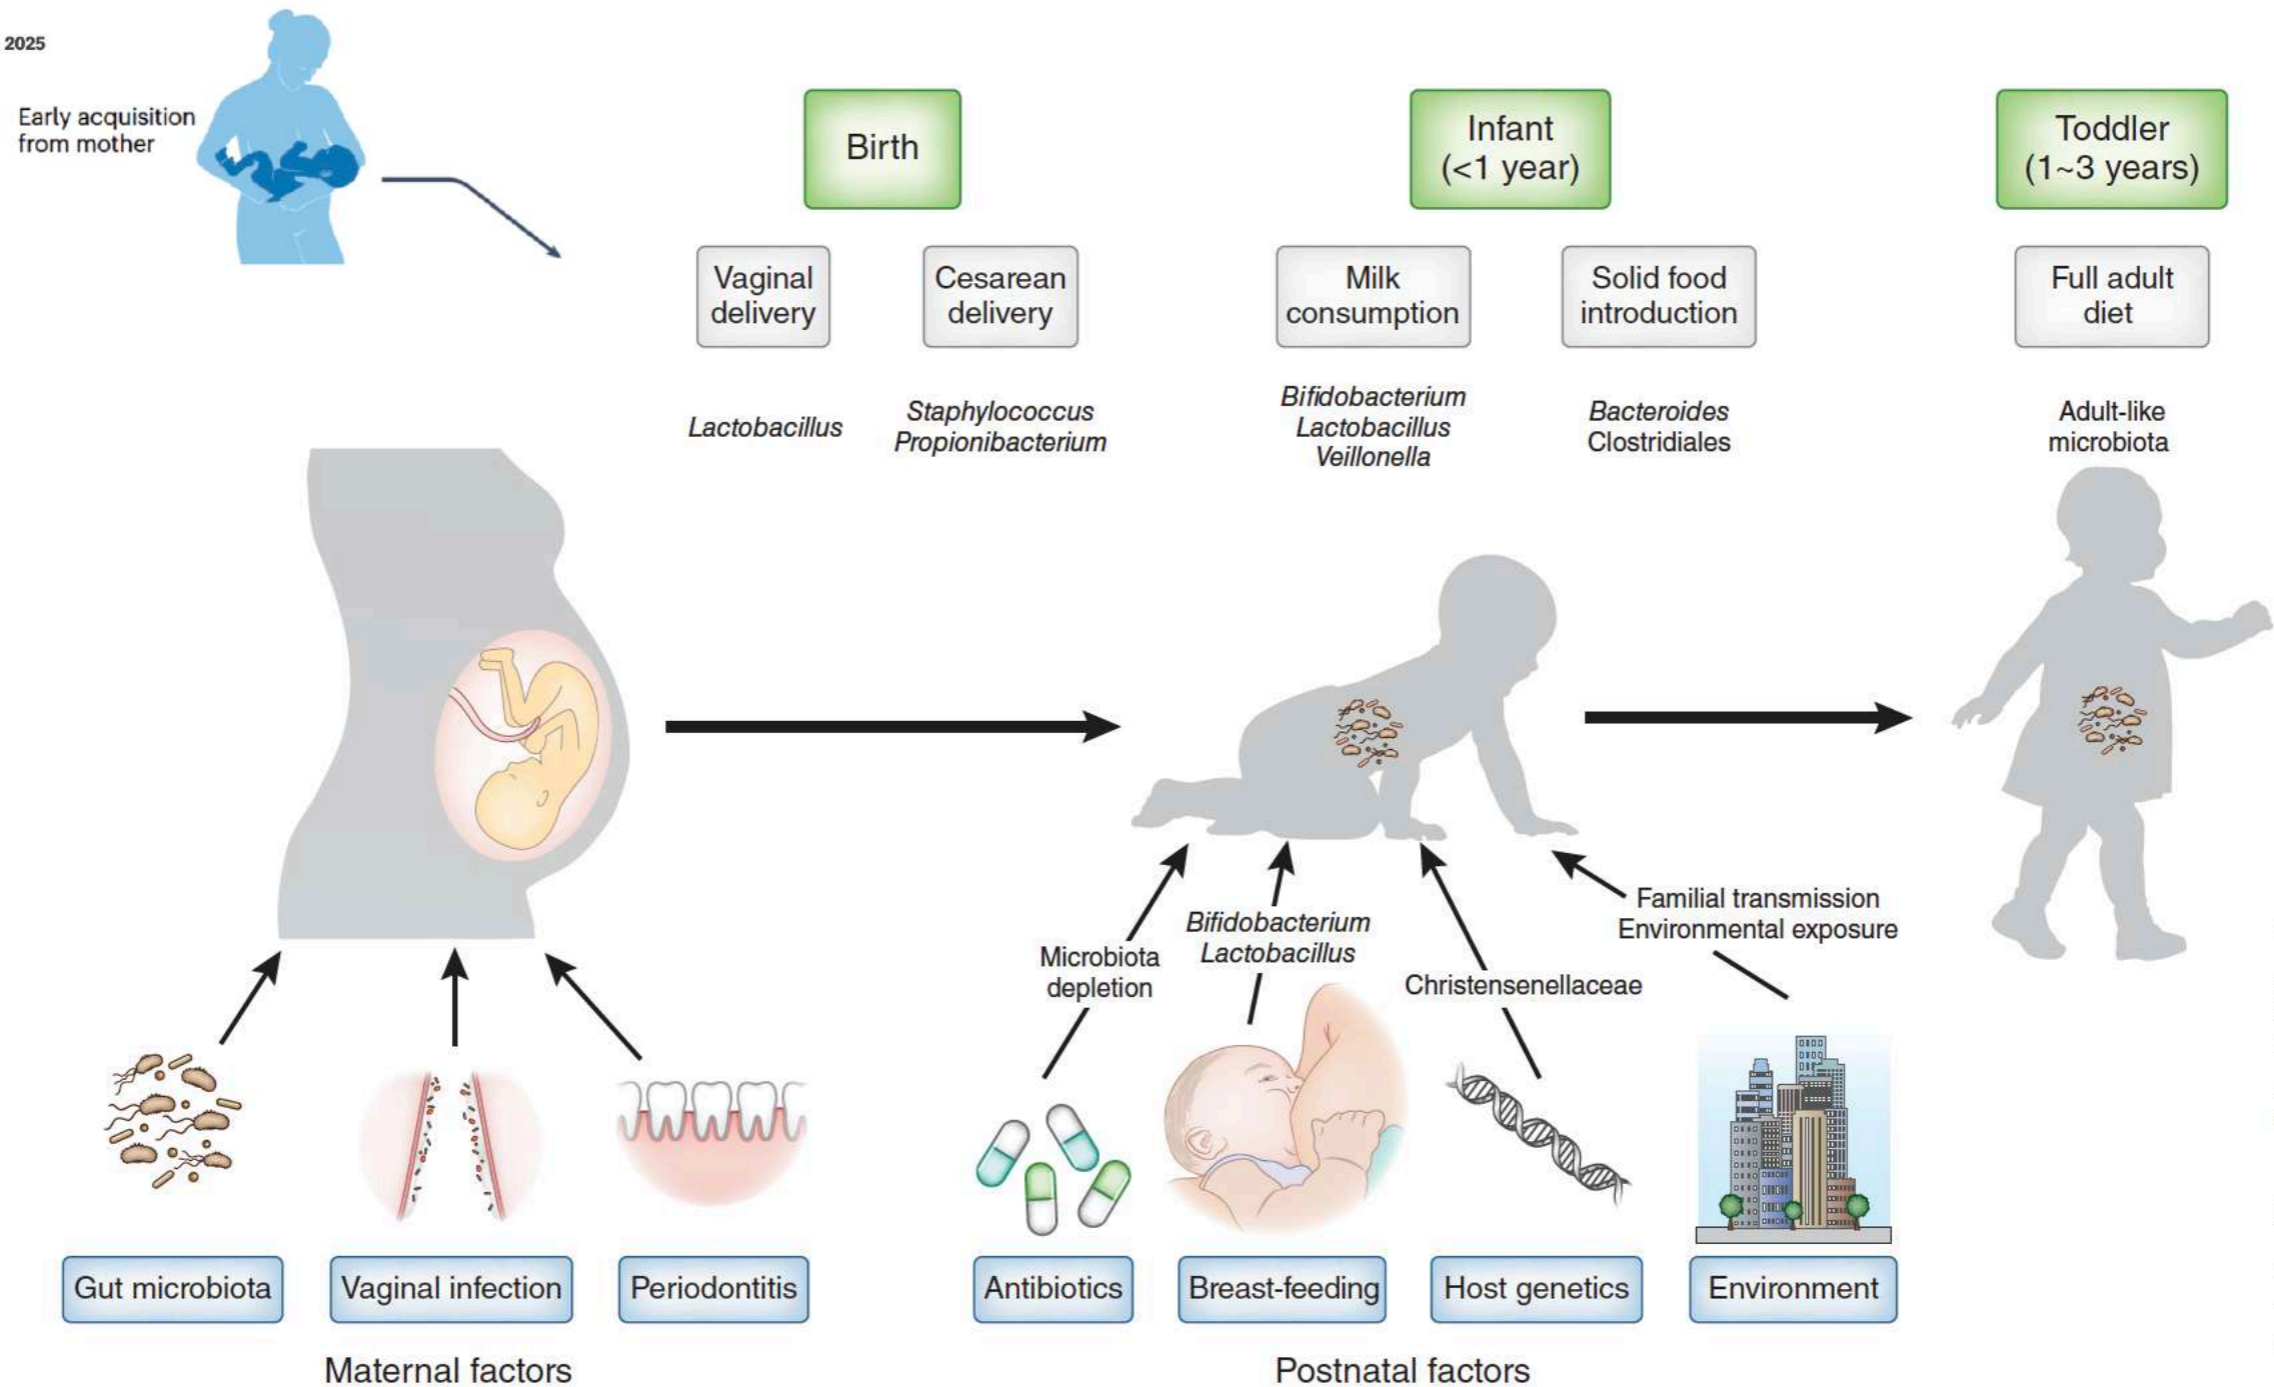 2025
Early acquisition
from mother
Birth
Infant
(<1 year)
Toddler
(1~3 years)
Vaginal
delivery
Cesarean
delivery
Milk
consumption
Solid food
introduction
Full adult
diet
Lactobacillus
Staphylococcus
Propionibacterium
Bifidobacterium
Lactobacillus
Veillonella
Bacteroides
Clostridiales
Adult-like
microbiota
Microbiota
depletion
Bifidobacterium
Lactobacillus
Christensenellaceae
Familial transmission
Environmental exposure
Gut microbiota
Vaginal infection
Periodontitis
Antibiotics
Breast-feeding
Host genetics
Environment
Maternal factors
Postnatal factors